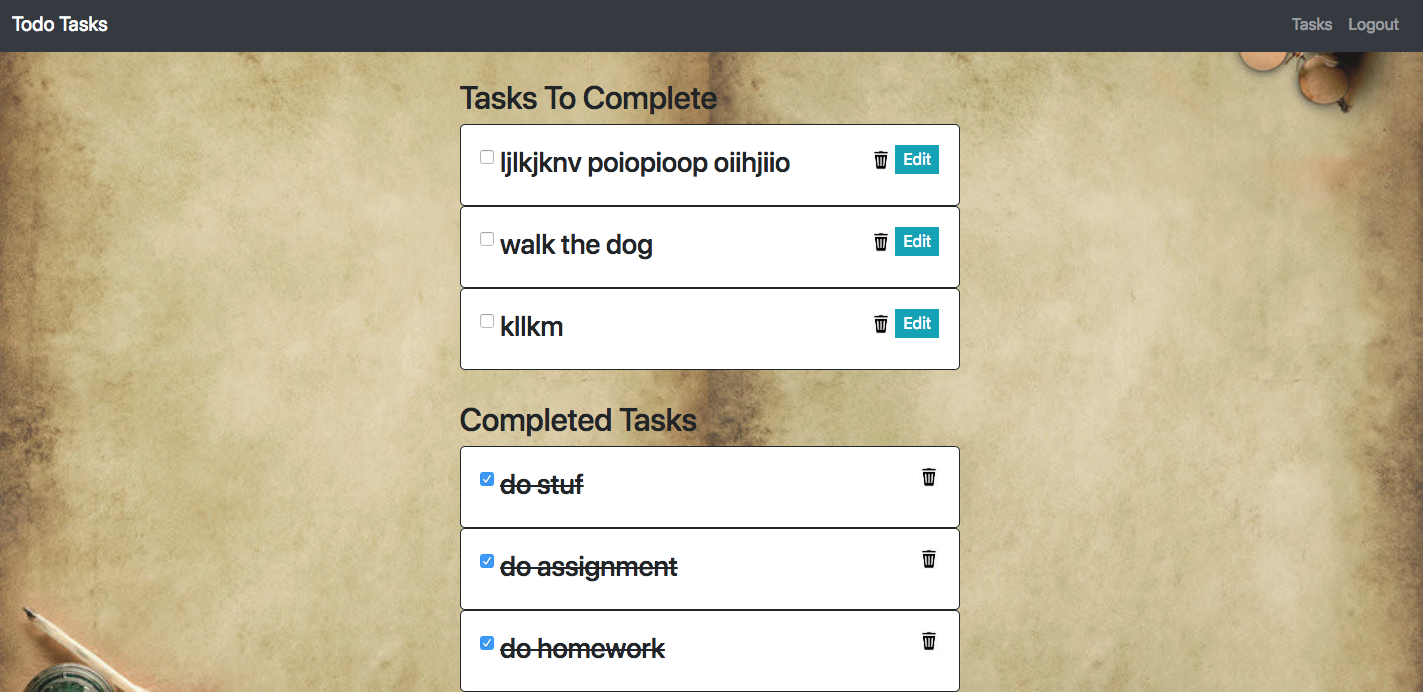 Todo Tasks Tasks Logout
Tasks To Complete
ljlkjknv poiopioop oiihjiio Edit
walk the dog Edit
kllkm Edit
Completed Tasks
do stuf
do assignment
do homework